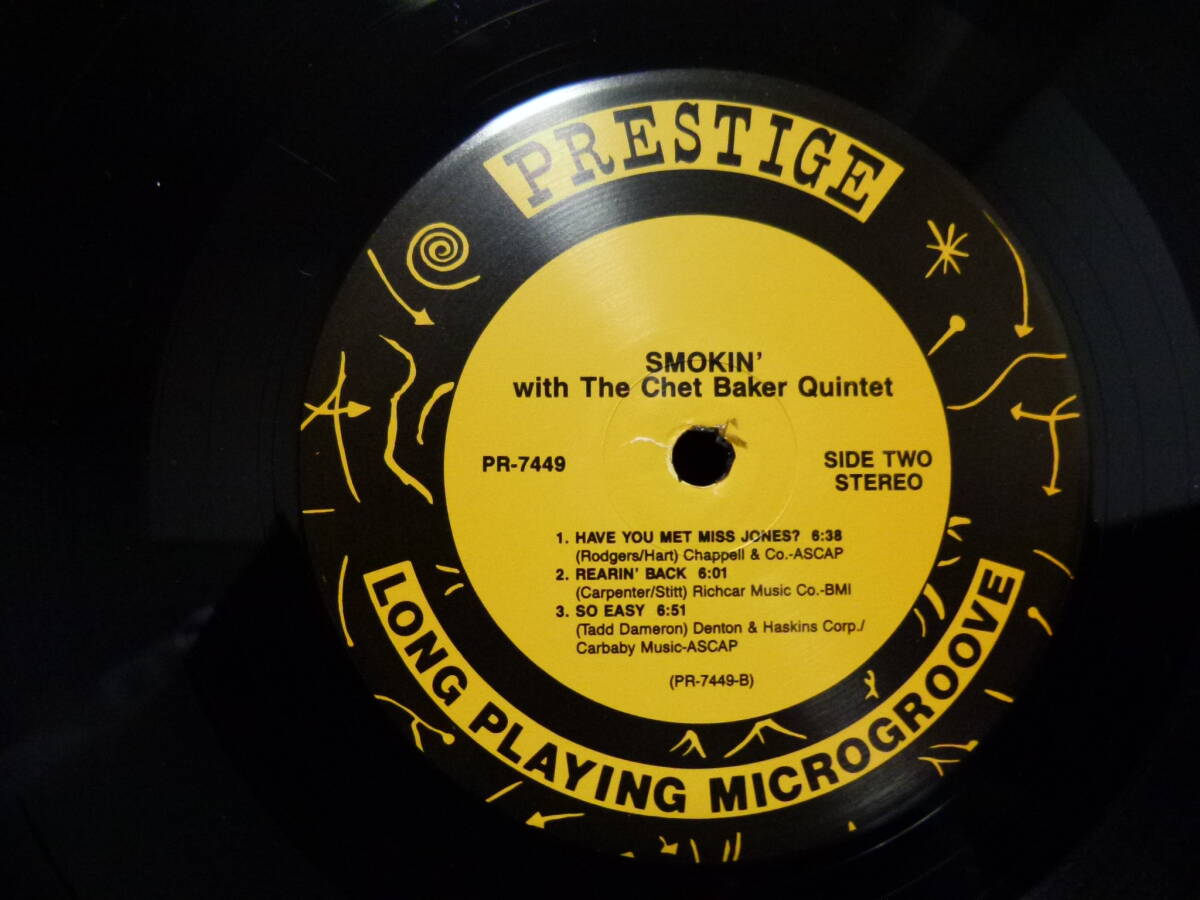 PRESTIGE
SMOKIN'
with The Chet Baker Quintet
PR-7449
SIDE TWO
STEREO
1. HAVE YOU MET MISS JONES? 6:38
(Rodgers/Hart) Chappell & Co.-ASCAP
2. REARIN' BACK 6:01
(Carpenter/Stitt) Richcar Music Co.-BMI
3. SO EASY 6:51
(Tadd Dameron) Denton & Haskins Corp./
Carbaby Music-ASCAP
(PR-7449-B)
LONG PLAYING MICROGROOVE